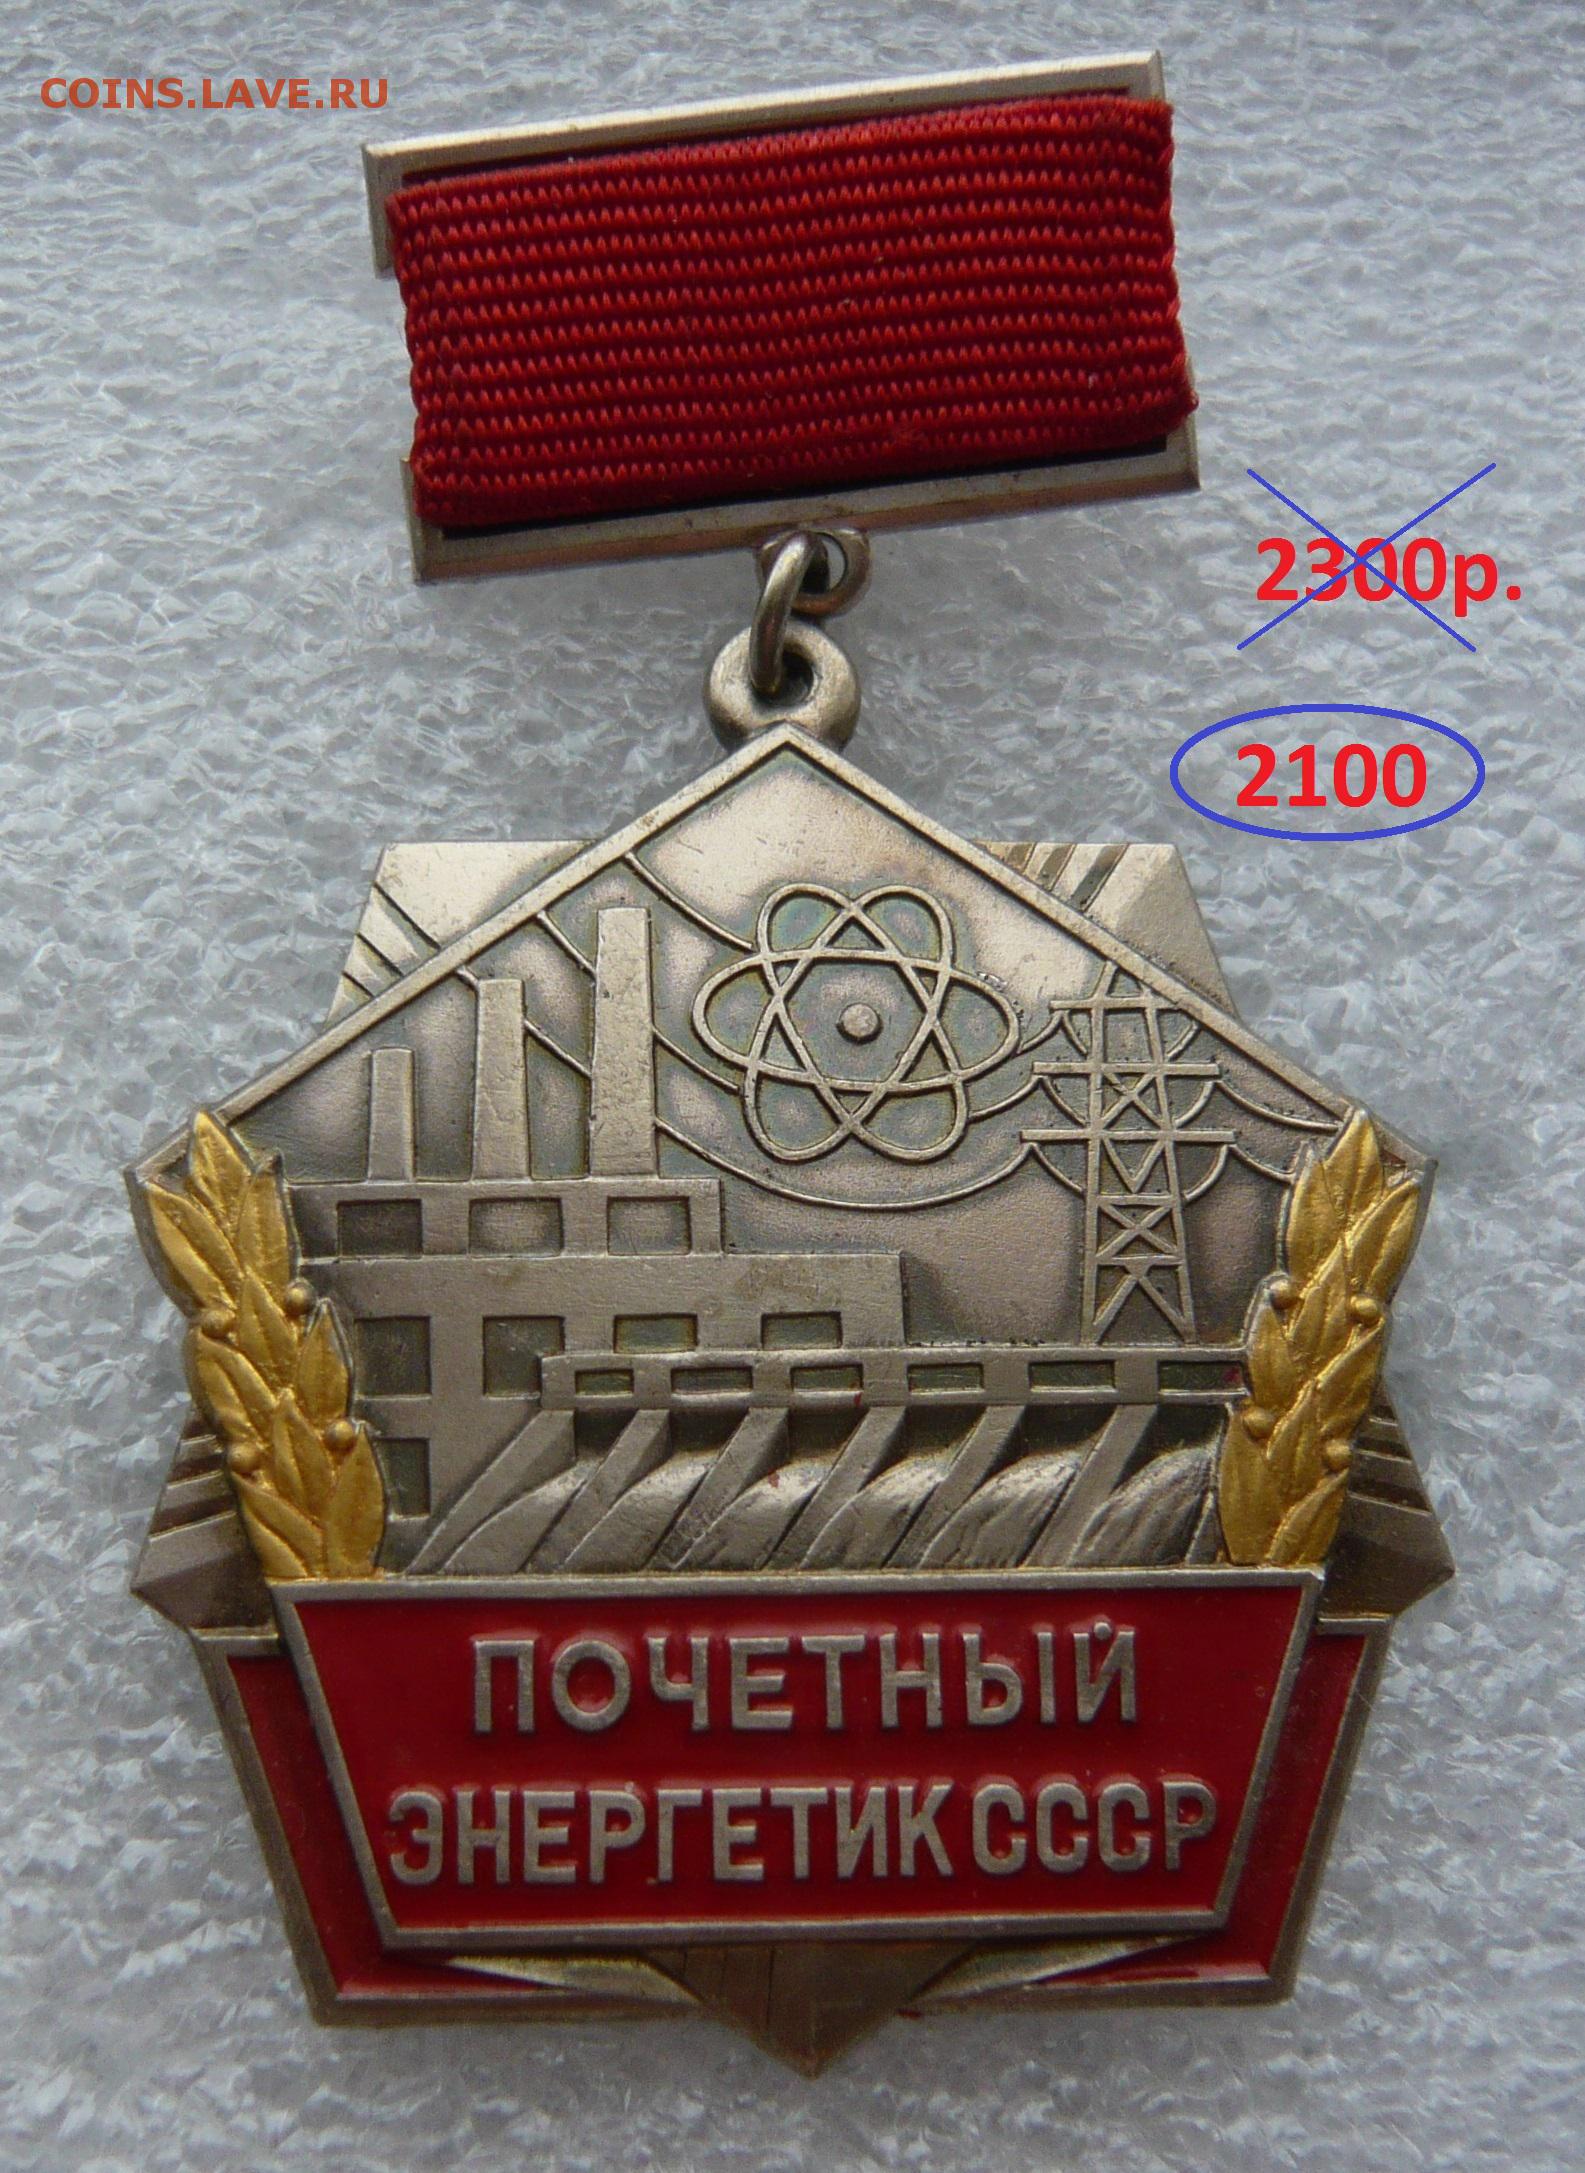 COINS.LAVE.RU
2300р.
2100
ПОЧЕТНЫЙ
ЭНЕРГЕТИК СССР